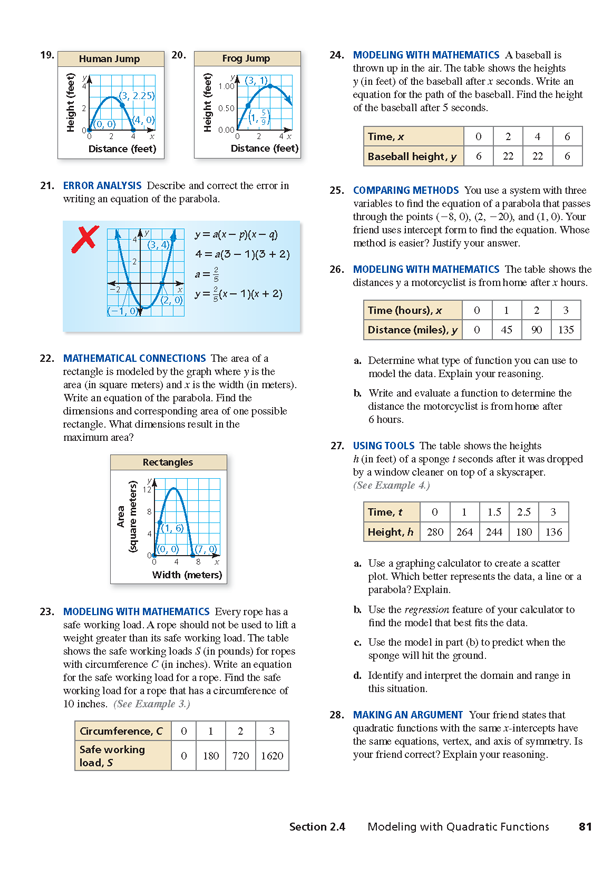 19.
Human Jump
Height (feet)
y
4
2
0
(3, 2.25)
(0, 0)
(4, 0)
0 2 4 x
Distance (feet)
20.
Frog Jump
Height (feet)
y
1.00
0.50
0.00
(3, 1)
(1, 5/9)
0 2 4 x
Distance (feet)
21. ERROR ANALYSIS Describe and correct the error in
writing an equation of the parabola.
✗
4 y
(3, 4)
2
−2
x
(2, 0)
(−1, 0)
y = a(x − p)(x − q)
4 = a(3 − 1)(3 + 2)
a = 2/5
y = 2/5(x − 1)(x + 2)
22. MATHEMATICAL CONNECTIONS The area of a
rectangle is modeled by the graph where y is the
area (in square meters) and x is the width (in meters).
Write an equation of the parabola. Find the
dimensions and corresponding area of one possible
rectangle. What dimensions result in the
maximum area?
Rectangles
Area
(square meters)
y
12
8
4
0
(1, 6)
(0, 0)
(7, 0)
0 4 8 x
Width (meters)
23. MODELING WITH MATHEMATICS Every rope has a
safe working load. A rope should not be used to lift a
weight greater than its safe working load. The table
shows the safe working loads S (in pounds) for ropes
with circumference C (in inches). Write an equation
for the safe working load for a rope. Find the safe
working load for a rope that has a circumference of
10 inches. (See Example 3.)
Circumference, C 0 1 2 3
Safe working
load, S 0 180 720 1620
24. MODELING WITH MATHEMATICS A baseball is
thrown up in the air. The table shows the heights
y (in feet) of the baseball after x seconds. Write an
equation for the path of the baseball. Find the height
of the baseball after 5 seconds.
Time, x 0 2 4 6
Baseball height, y 6 22 22 6
25. COMPARING METHODS You use a system with three
variables to find the equation of a parabola that passes
through the points (−8, 0), (2, −20), and (1, 0). Your
friend uses intercept form to find the equation. Whose
method is easier? Justify your answer.
26. MODELING WITH MATHEMATICS The table shows the
distances y a motorcyclist is from home after x hours.
Time (hours), x 0 1 2 3
Distance (miles), y 0 45 90 135
a. Determine what type of function you can use to
model the data. Explain your reasoning.
b. Write and evaluate a function to determine the
distance the motorcyclist is from home after
6 hours.
27. USING TOOLS The table shows the heights
h (in feet) of a sponge t seconds after it was dropped
by a window cleaner on top of a skyscraper.
(See Example 4.)
Time, t 0 1 1.5 2.5 3
Height, h 280 264 244 180 136
a. Use a graphing calculator to create a scatter
plot. Which better represents the data, a line or a
parabola? Explain.
b. Use the regression feature of your calculator to
find the model that best fits the data.
c. Use the model in part (b) to predict when the
sponge will hit the ground.
d. Identify and interpret the domain and range in
this situation.
28. MAKING AN ARGUMENT Your friend states that
quadratic functions with the same x-intercepts have
the same equations, vertex, and axis of symmetry. Is
your friend correct? Explain your reasoning.
Section 2.4 Modeling with Quadratic Functions 81